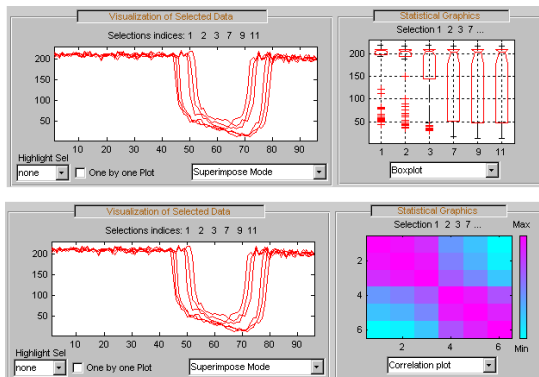 Visualization of Selected Data
Selections indices: 1 2 3 7 9 11
200
150
100
50
10 20 30 40 50 60 70 80 90
Highlight Sel
none
One by one Plot
Superimpose Mode
Statistical Graphics
Selection 1 2 3 7 ...
200
150
100
50
1 2 3 7 9 11
Boxplot
Visualization of Selected Data
Selections indices: 1 2 3 7 9 11
200
150
100
50
10 20 30 40 50 60 70 80 90
Highlight Sel
none
One by one Plot
Superimpose Mode
Statistical Graphics
Selection 1 2 3 7 ...
Max
2
4
6
2 4 6
Min
Correlation plot